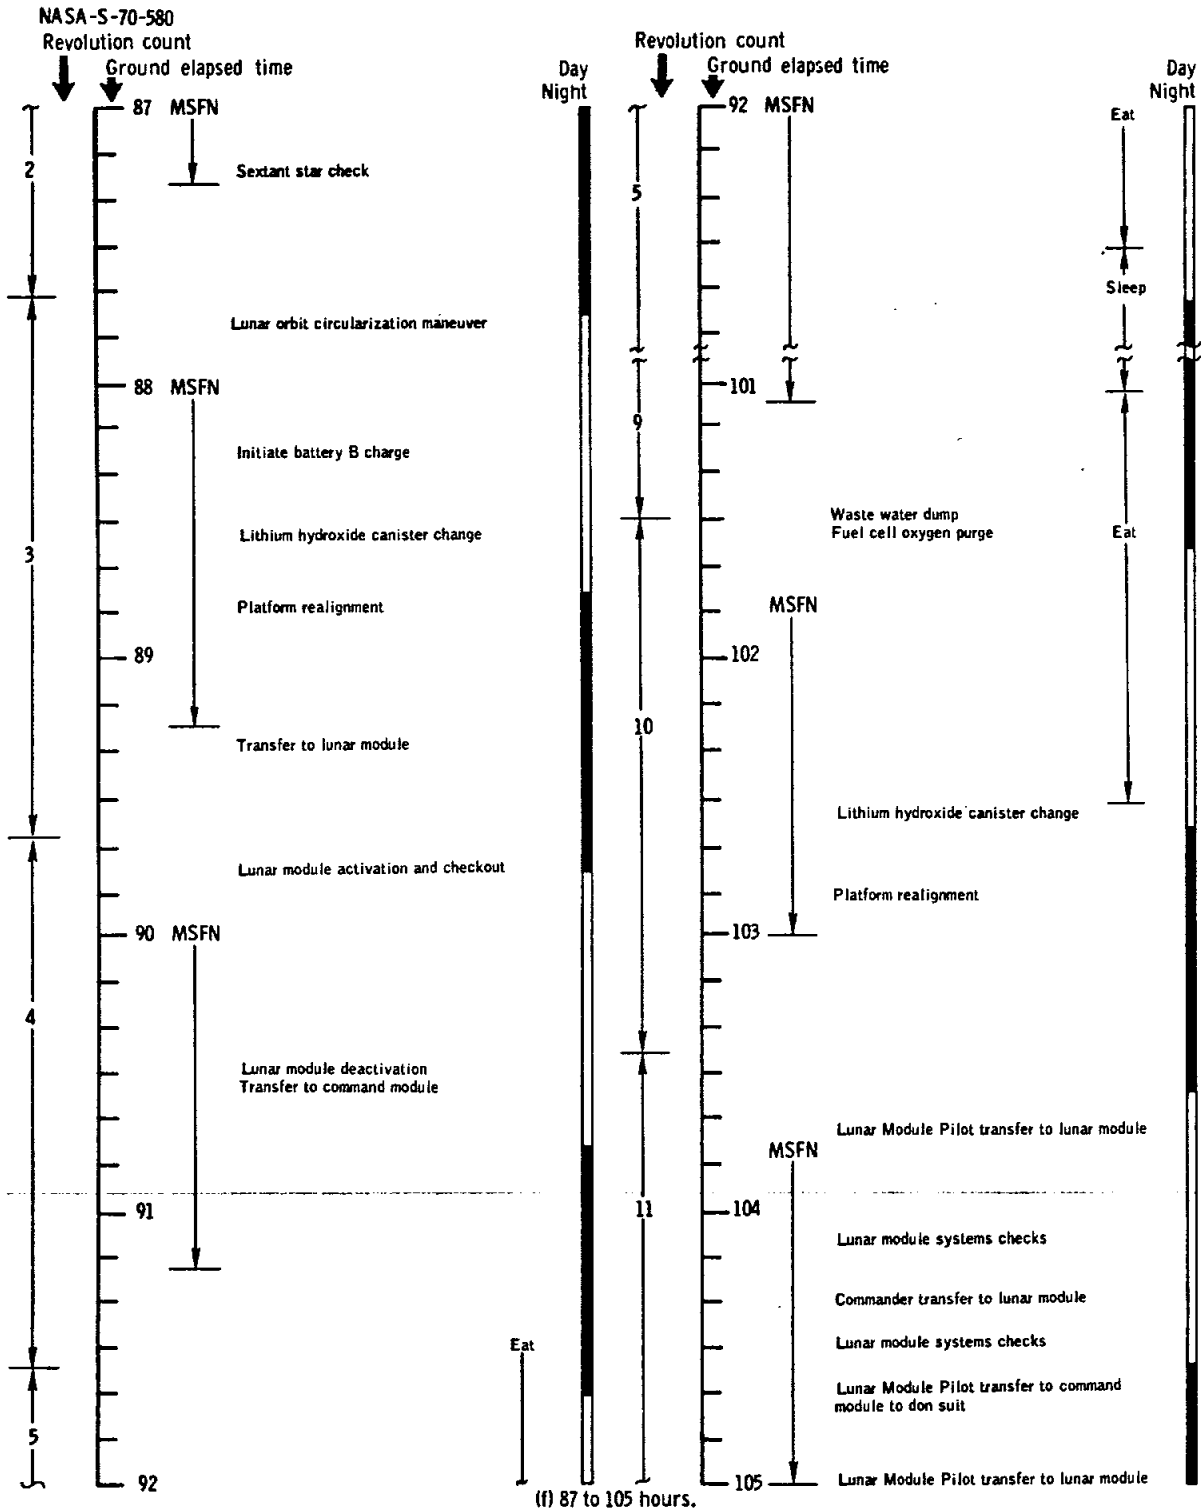 NASA-S-70-580
Revolution count
Ground elapsed time
Day
Night
87 MSFN
2
Sextant star check
Lunar orbit circularization maneuver
88 MSFN
Initiate battery B charge
Lithium hydroxide canister change
3
Platform realignment
89
Transfer to lunar module
Lunar module activation and checkout
90 MSFN
4
Lunar module deactivation
Transfer to command module
91
Eat
5
92
Revolution count
Ground elapsed time
Day
Night
92 MSFN
Eat
5
Sleep
101
9
Waste water dump
Fuel cell oxygen purge
Eat
MSFN
102
10
Lithium hydroxide canister change
Platform realignment
103
Lunar Module Pilot transfer to lunar module
MSFN
11
104
Lunar module systems checks
Commander transfer to lunar module
Lunar module systems checks
Lunar Module Pilot transfer to command
module to don suit
105
Lunar Module Pilot transfer to lunar module
(f) 87 to 105 hours.